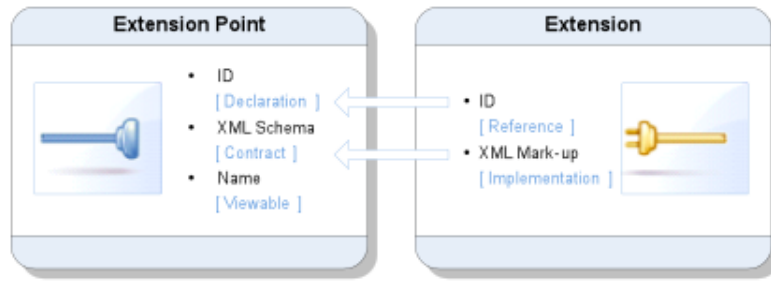 Extension Point
• ID
[ Declaration ]
• XML Schema
[ Contract ]
• Name
[ Viewable ]
Extension
• ID
[ Reference ]
• XML Mark-up
[ Implementation ]